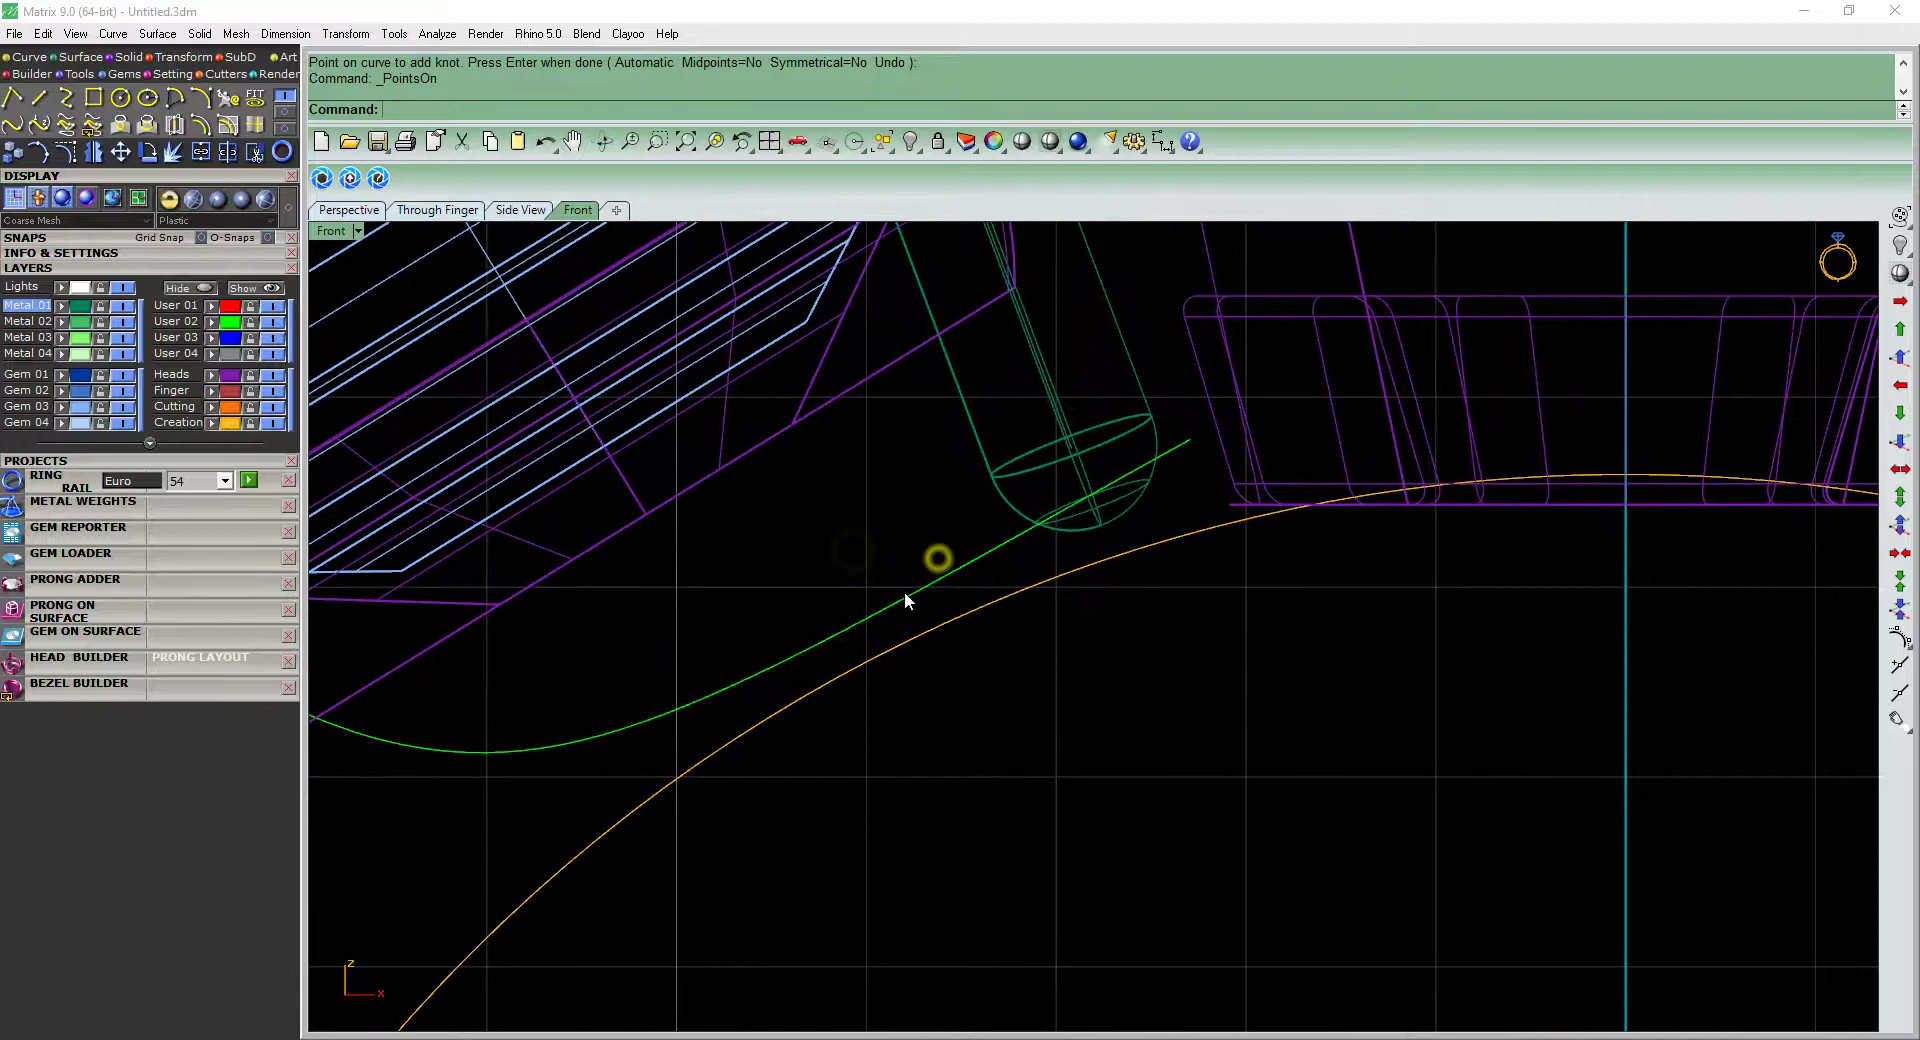 Matrix 9.0 (64-bit) - Untitled.3dm
File Edit View Curve Surface Solid Mesh Dimension Transform Tools Analyze Render Rhino 5.0 Blend Clayoo Help
Curve Surface Solid Transform SubD Art
Builder Tools Gems Setting Cutters Render
Point on curve to add knot. Press Enter when done ( Automatic Midpoints=No Symmetrical=No Undo ):
Command: _PointsOn
Command:
FIT
DISPLAY
Coarse Mesh Plastic
SNAPS Grid Snap O-Snaps
INFO & SETTINGS
LAYERS
Lights Hide Show
Metal 01 User 01
Metal 02 User 02
Metal 03 User 03
Metal 04 User 04
Gem 01 Heads
Gem 02 Finger
Gem 03 Cutting
Gem 04 Creation
PROJECTS
RING RAIL Euro 54
METAL WEIGHTS
GEM REPORTER
GEM LOADER
PRONG ADDER
PRONG ON SURFACE
GEM ON SURFACE
HEAD BUILDER PRONG LAYOUT
BEZEL BUILDER
Perspective Through Finger Side View Front
Front
z
x